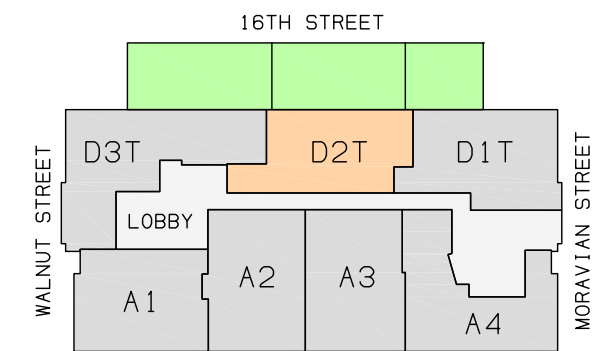 16TH STREET
WALNUT STREET
D3T
D2T
D1T
MORAVIAN STREET
LOBBY
A1
A2
A3
A4